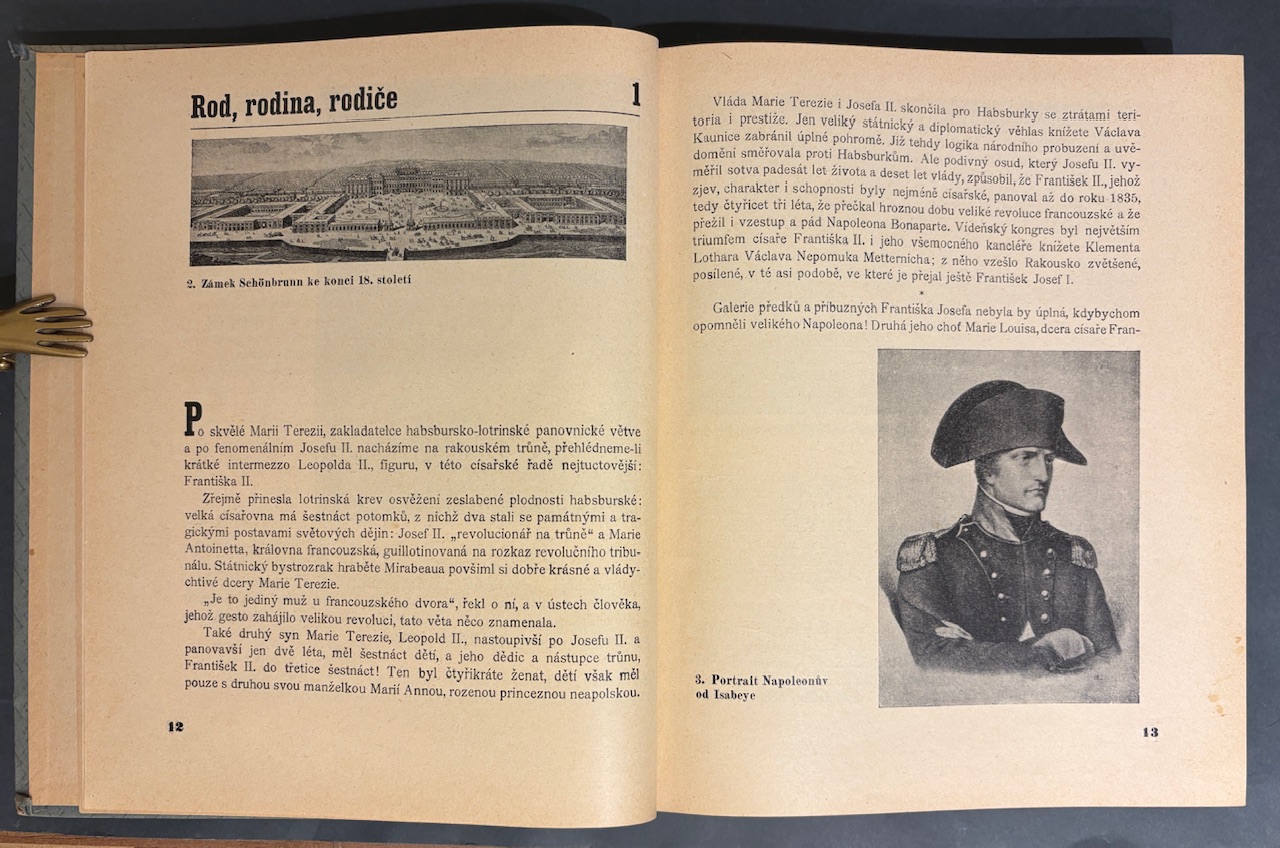 Rod, rodina, rodiče 1
2. Zámek Schönbrunn ke konci 18. století
Po skvělé Marii Terezii, zakladatelce habsbursko-lotrinské panovnické větve
a po fenomenálním Josefu II. nacházíme na rakouském trůně, přehlédneme-li
krátké intermezzo Leopolda II., figuru, v této císařské řadě nejtuctovější:
Františka II.
Zřejmě přinesla lotrinská krev osvěžení zeslabené plodnosti habsburské:
velká císařovna má šestnáct potomků, z nichž dva stali se památnými a tra-
gickými postavami světových dějin: Josef II. „revolucionář na trůně“ a Marie
Antoinetta, královna francouzská, guillotinovaná na rozkaz revolučního tribu-
nálu. Státnický bystrozrak hraběte Mirabeaua povšiml si dobře krásné a vlády-
chtivé dcery Marie Terezie.
„Je to jediný muž u francouzského dvora“, řekl o ní, a v ústech člověka,
jehož gesto zahájilo velikou revoluci, tato věta něco znamenala.
Také druhý syn Marie Terezie, Leopold II., nastoupivší po Josefu II. a
panovavší jen dvě léta, měl šestnáct dětí, a jeho dědic a nástupce trůnu,
František II. do třetice šestnáct! Ten byl čtyřikráte ženat, dětí však měl
pouze s druhou svou manželkou Marií Annou, rozenou princeznou neapolskou.
12
Vláda Marie Terezie i Josefa II. skončila pro Habsburky se ztrátami teri-
toria i prestiže. Jen veliký státnický a diplomatický věhlas knížete Václava
Kaunice zabránil úplné pohromě. Již tehdy logika národního probuzení a uvě-
domění směřovala proti Habsburkům. Ale podivný osud, který Josefu II. vy-
měřil sotva padesát let života a deset let vlády, způsobil, že František II., jehož
zjev, charakter i schopnosti byly nejméně císařské, panoval až do roku 1835,
tedy čtyřicet tři léta, že přečkal hroznou dobu veliké revoluce francouzské a že
přežil i vzestup a pád Napoleona Bonaparte. Vídeňský kongres byl největším
triumfem císaře Františka II. i jeho všemocného kancléře knížete Klementa
Lothara Václava Nepomuka Metternicha; z něho vzešlo Rakousko zvětšené,
posílené, v té asi podobě, ve které je přejal ještě František Josef I.
*
Galerie předků a příbuzných Františka Josefa nebyla by úplná, kdybychom
opomněli velikého Napoleona! Druhá jeho choť Marie Louisa, dcera císaře Fran-
3. Portrait Napoleonův
od Isabeye
13